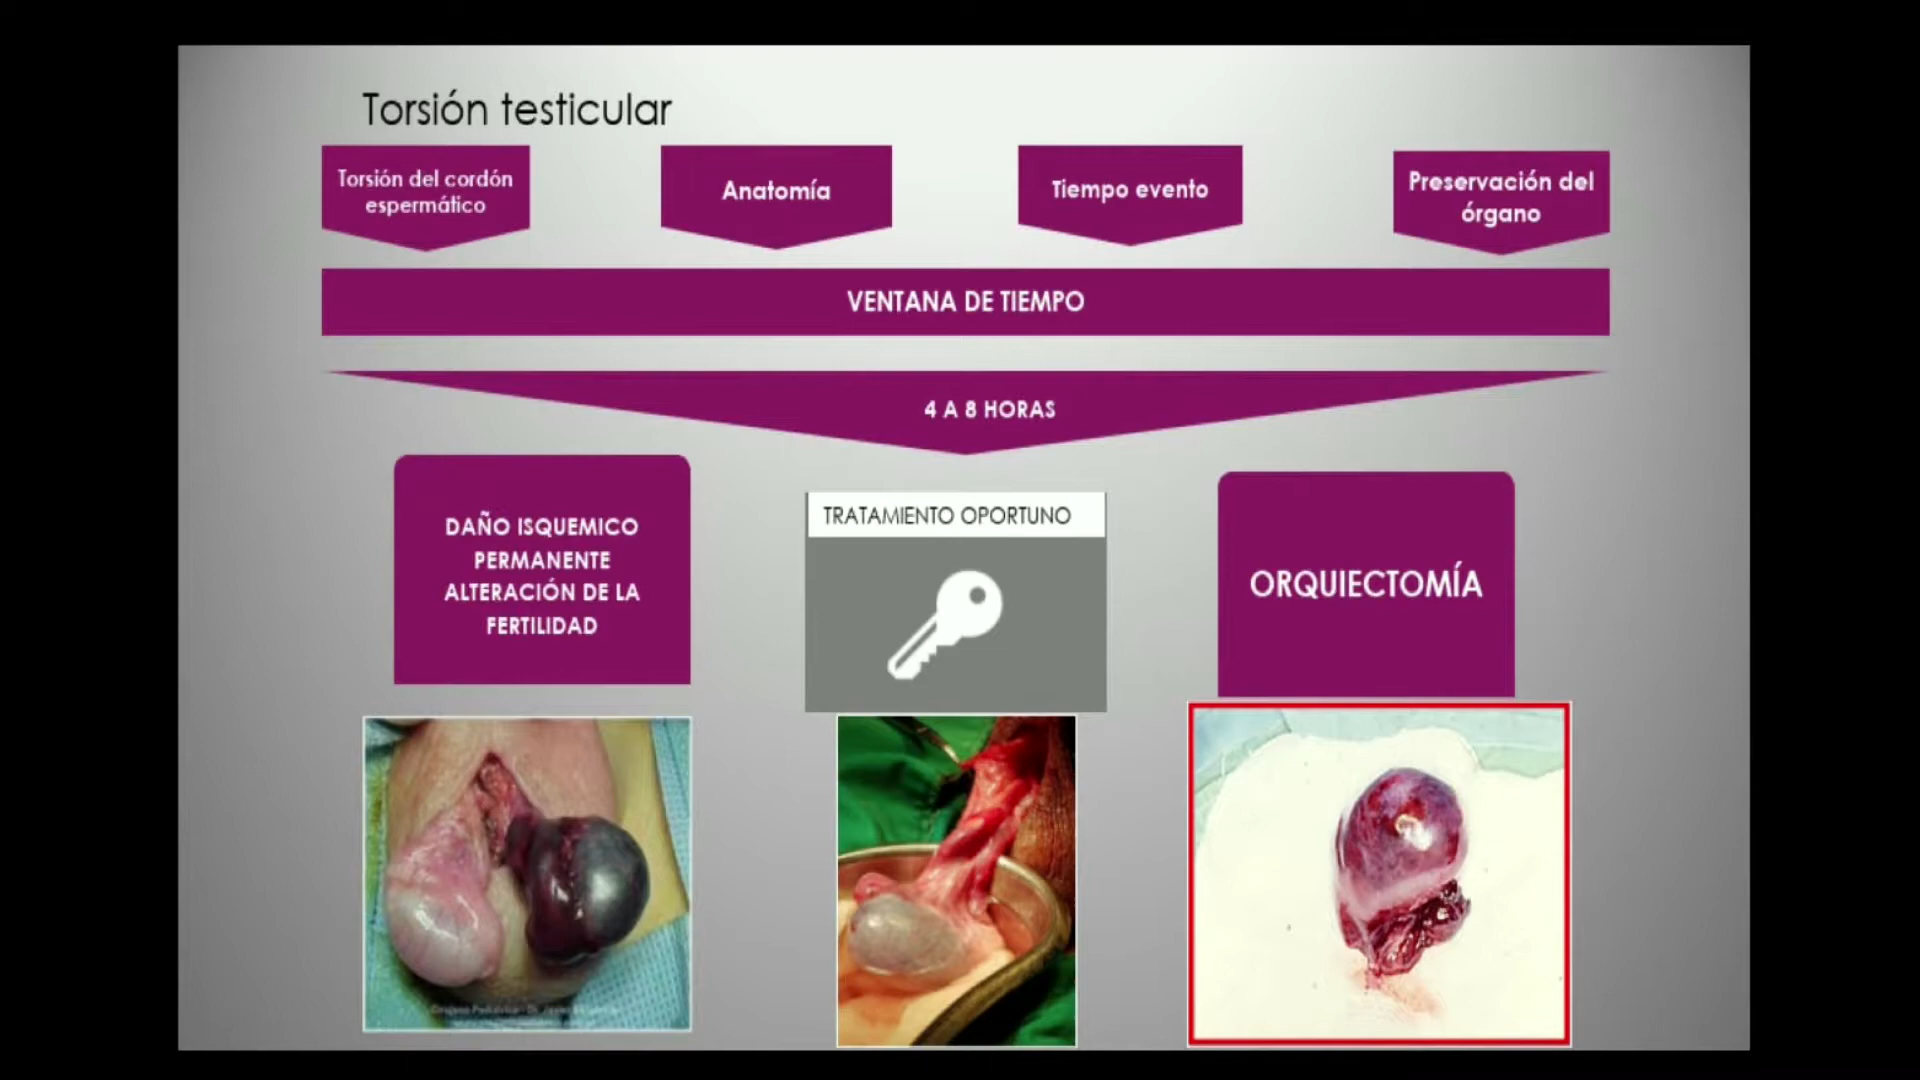 Torsión testicular
Torsión del cordón
espermático
Anatomía
Tiempo evento
Preservación del
órgano
VENTANA DE TIEMPO
4 A 8 HORAS
DAÑO ISQUEMICO
PERMANENTE
ALTERACIÓN DE LA
FERTILIDAD
TRATAMIENTO OPORTUNO
ORQUIECTOMÍA